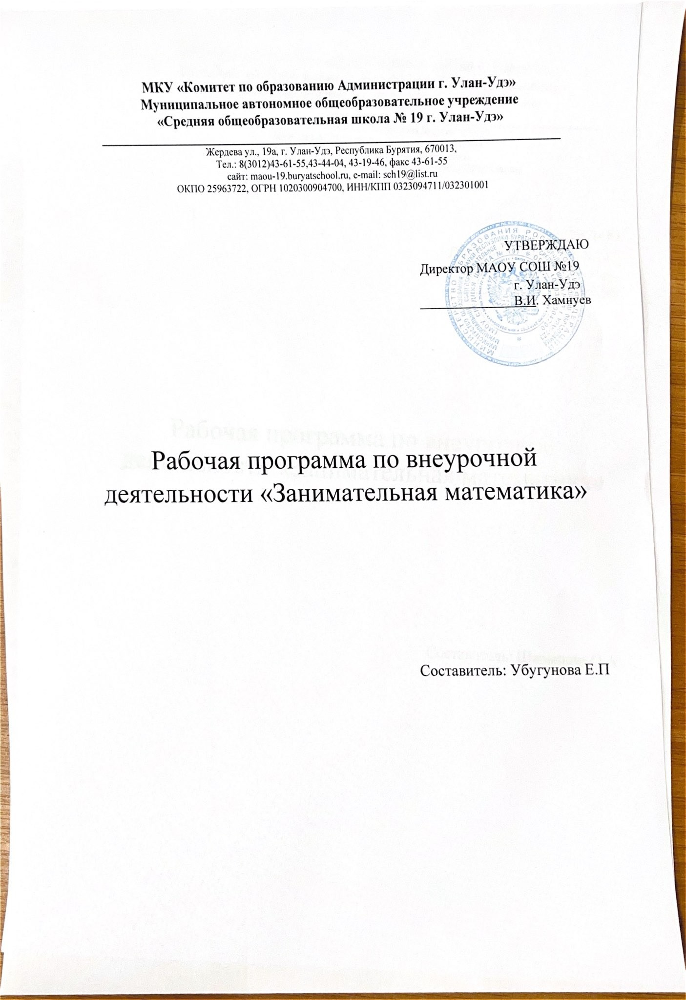 МКУ «Комитет по образованию Администрации г. Улан-Удэ»
Муниципальное автономное общеобразовательное учреждение
«Средняя общеобразовательная школа № 19 г. Улан-Удэ»
Жердева ул., 19а, г. Улан-Удэ, Республика Бурятия, 670013,
Тел.: 8(3012)43-61-55,43-44-04, 43-19-46, факс 43-61-55
сайт: maou-19.buryatschool.ru, e-mail: sch19@list.ru
ОКПО 25963722, ОГРН 1020300904700, ИНН/КПП 0323094711/032301001
УТВЕРЖДАЮ
Директор МАОУ СОШ №19
г. Улан-Удэ
В.И. Хамнуев
Рабочая программа по внеурочной
деятельности «Занимательная математика»
Составитель: Убугунова Е.П